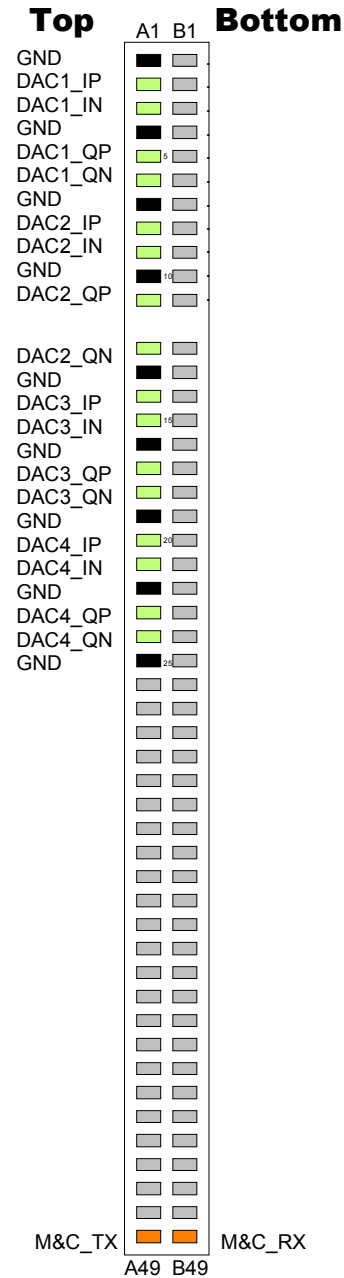 Top A1 B1 Bottom
GND
DAC1_IP
DAC1_IN
GND
DAC1_QP 5
DAC1_QN
GND
DAC2_IP
DAC2_IN
GND 10
DAC2_QP
DAC2_QN
GND
DAC3_IP
DAC3_IN 15
GND
DAC3_QP
DAC3_QN
GND
DAC4_IP 20
DAC4_IN
GND
DAC4_QP
DAC4_QN
GND 25
M&C_TX M&C_RX
A49 B49